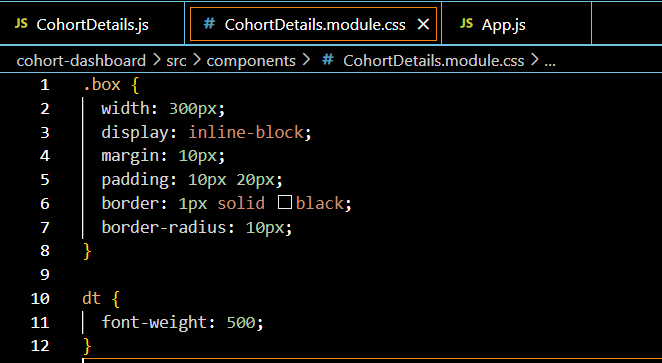 JS CohortDetails.js # CohortDetails.module.css × JS App.js
cohort-dashboard > src > components > # CohortDetails.module.css > ...
1 .box {
2 width: 300px;
3 display: inline-block;
4 margin: 10px;
5 padding: 10px 20px;
6 border: 1px solid black;
7 border-radius: 10px;
8 }
9
10 dt {
11 font-weight: 500;
12 }